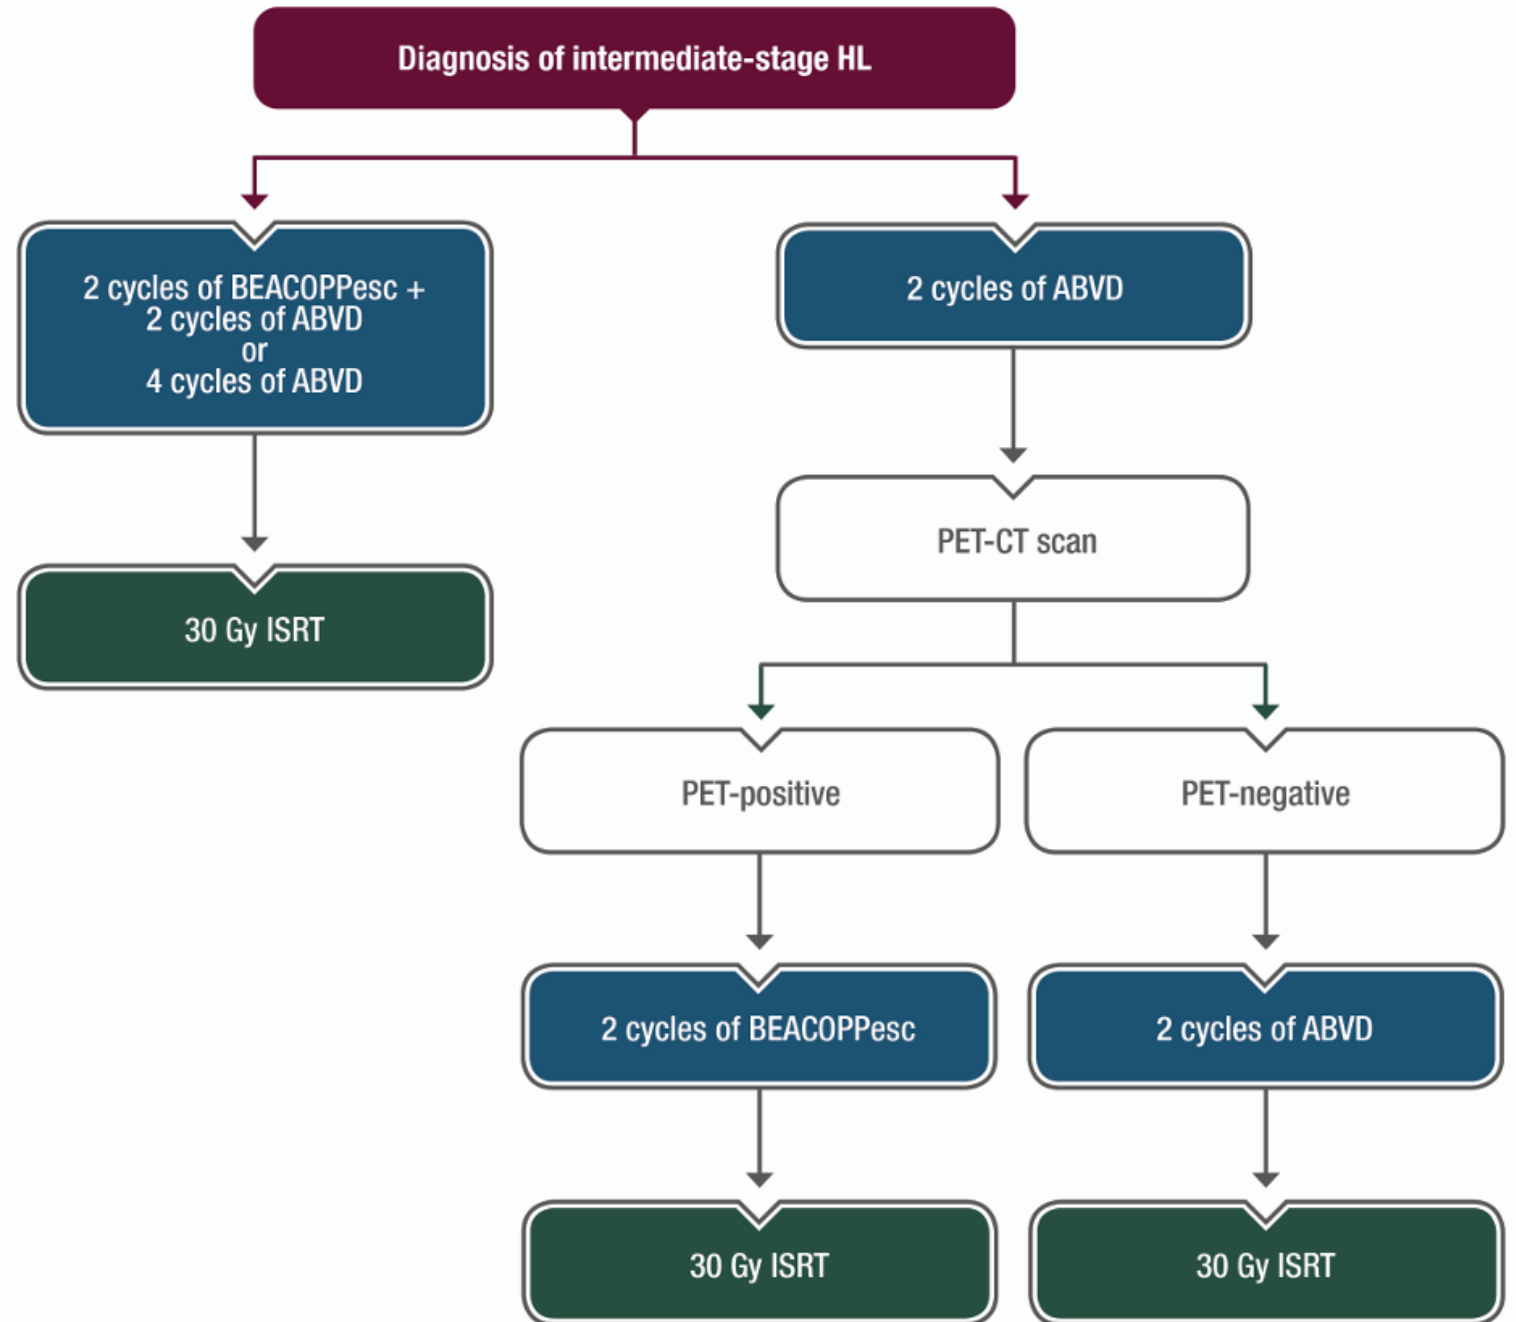 Diagnosis of intermediate-stage HL
2 cycles of BEACOPPesc +
2 cycles of ABVD
or
4 cycles of ABVD
30 Gy ISRT
2 cycles of ABVD
PET-CT scan
PET-positive
PET-negative
2 cycles of BEACOPPesc
2 cycles of ABVD
30 Gy ISRT
30 Gy ISRT